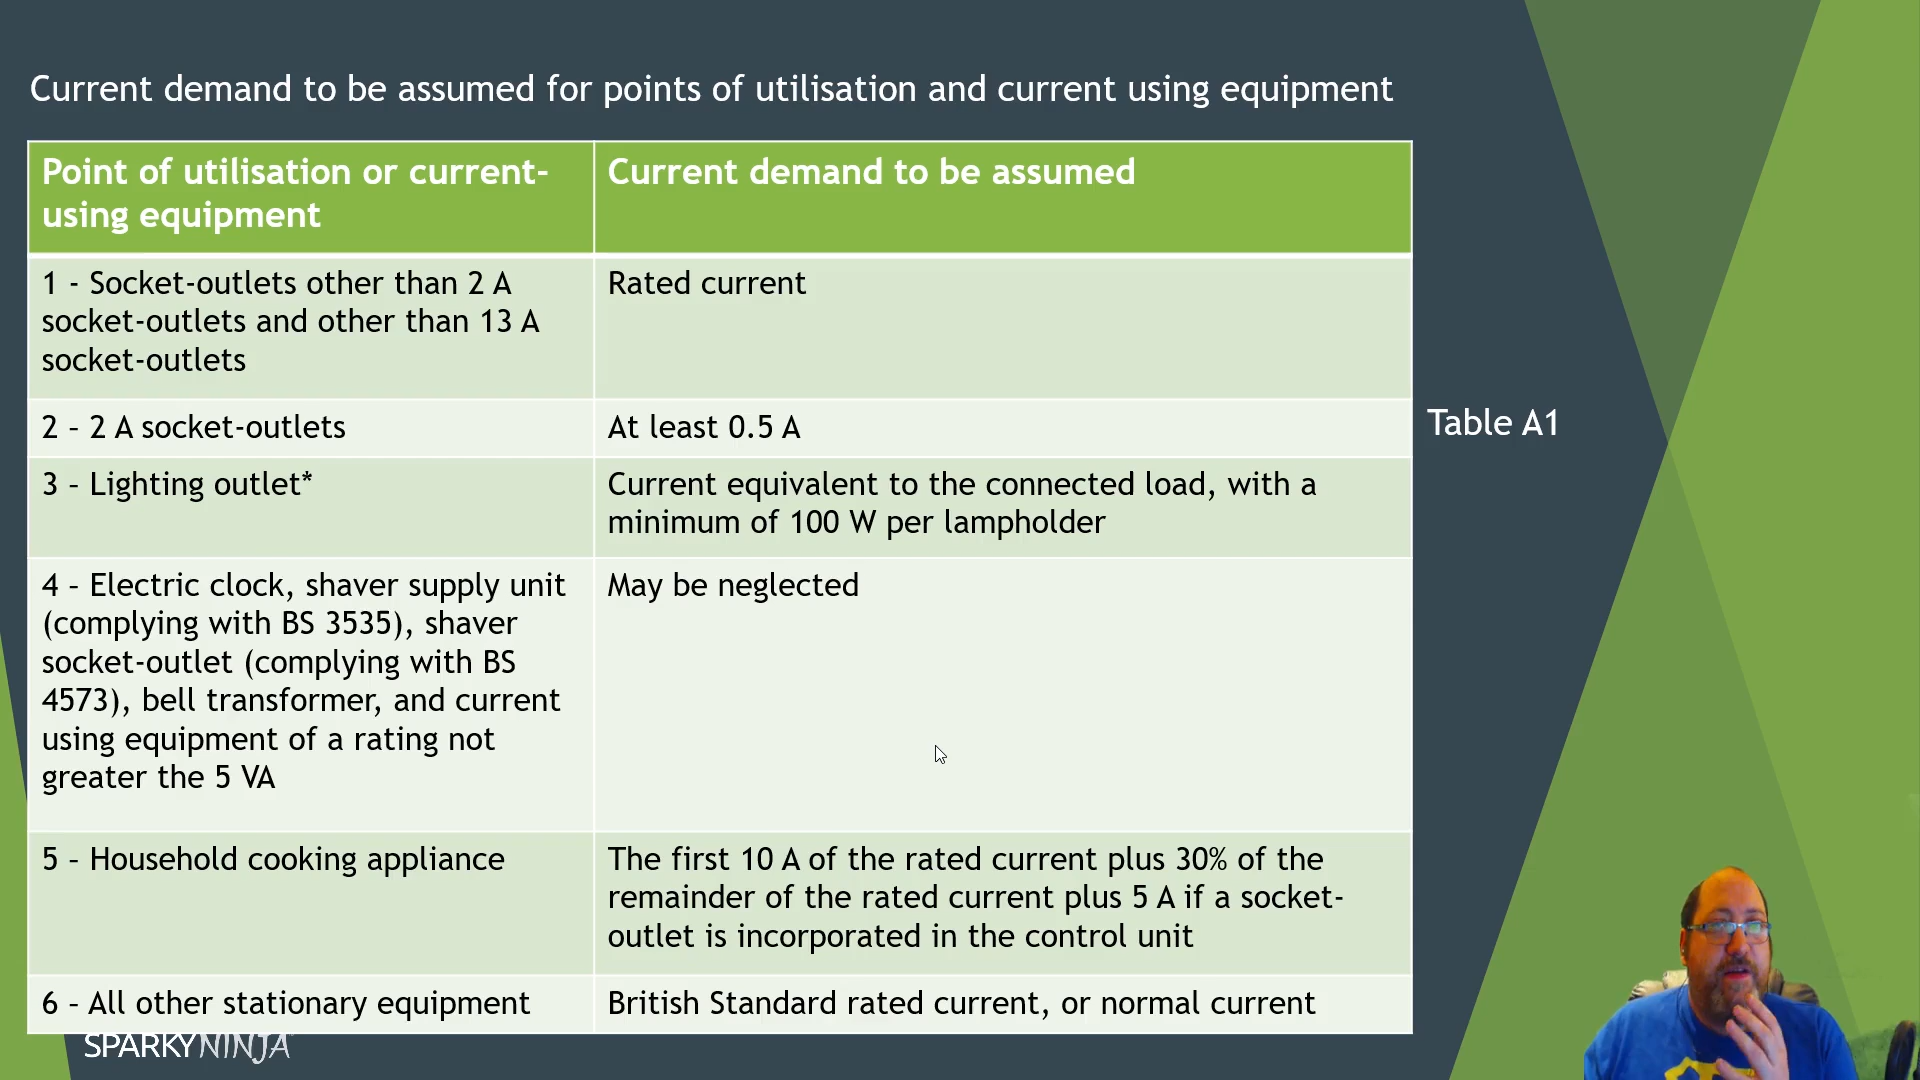 Current demand to be assumed for points of utilisation and current using equipment
Point of utilisation or current-
using equipment
Current demand to be assumed
1 - Socket-outlets other than 2 A
socket-outlets and other than 13 A
socket-outlets
Rated current
2 – 2 A socket-outlets
At least 0.5 A
3 – Lighting outlet*
Current equivalent to the connected load, with a
minimum of 100 W per lampholder
4 – Electric clock, shaver supply unit
(complying with BS 3535), shaver
socket-outlet (complying with BS
4573), bell transformer, and current
using equipment of a rating not
greater the 5 VA
May be neglected
5 – Household cooking appliance
The first 10 A of the rated current plus 30% of the
remainder of the rated current plus 5 A if a socket-
outlet is incorporated in the control unit
6 – All other stationary equipment
British Standard rated current, or normal current
Table A1
SPARKYNINJA